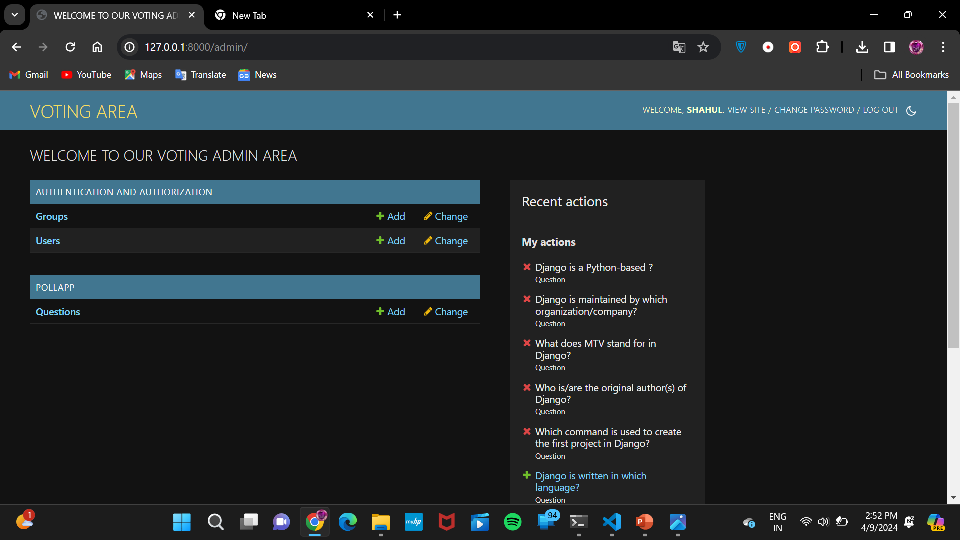 WELCOME TO OUR VOTING AD
New Tab
127.0.0.1:8000/admin/
Gmail
YouTube
Maps
Translate
News
All Bookmarks
VOTING AREA
WELCOME, SHAHUL. VIEW SITE / CHANGE PASSWORD / LOG OUT
WELCOME TO OUR VOTING ADMIN AREA
AUTHENTICATION AND AUTHORIZATION
Groups Add Change
Users Add Change
POLLAPP
Questions Add Change
Recent actions
My actions
Django is a Python-based ?
Question
Django is maintained by which
organization/company?
Question
What does MTV stand for in
Django?
Question
Who is/are the original author(s) of
Django?
Question
Which command is used to create
the first project in Django?
Question
Django is written in which
language?
Question
1
94
ENG
IN
2:52 PM
4/9/2024